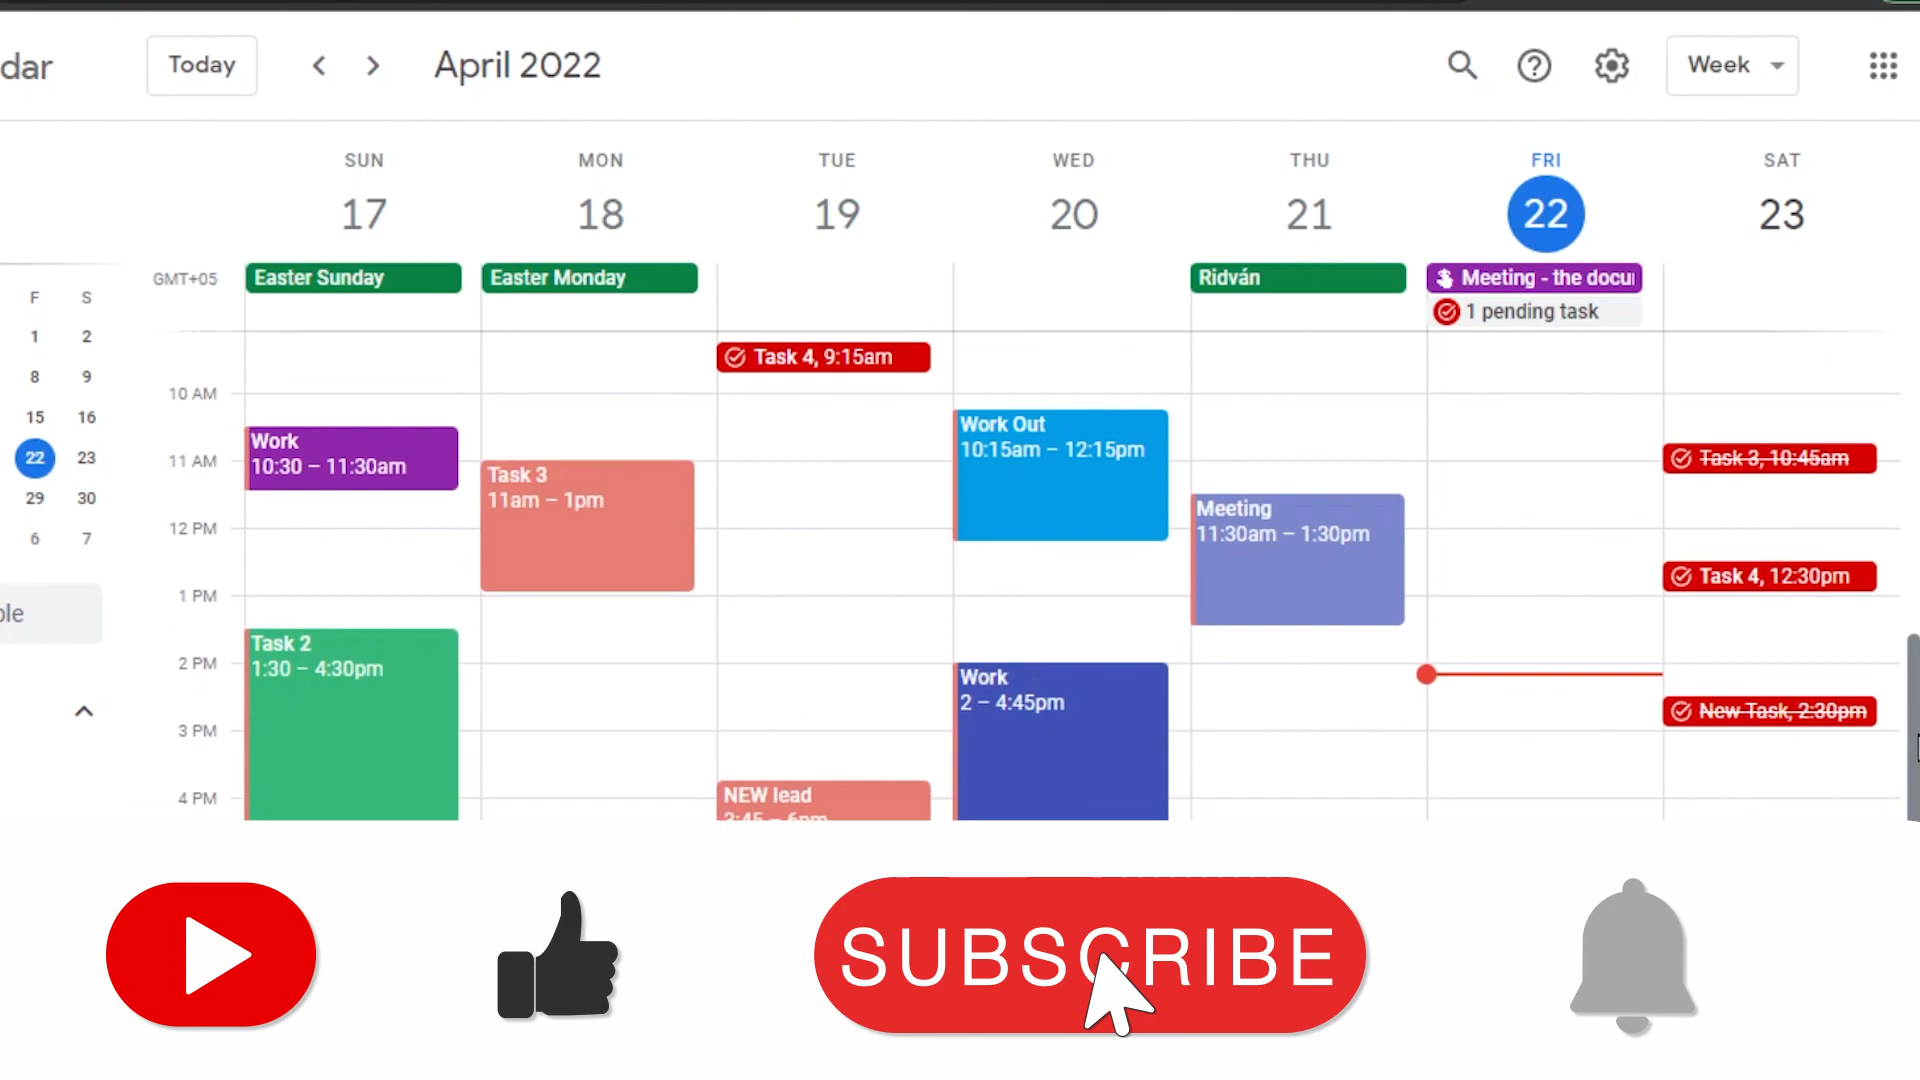 dar
Today
April 2022
Week
SUN
MON
TUE
WED
THU
FRI
SAT
17
18
19
20
21
22
23
GMT+05
Easter Sunday
Easter Monday
Ridván
Meeting - the docu
1 pending task
F S
1 2
8 9
15 16
22 23
29 30
6 7
ple
10 AM
11 AM
12 PM
1 PM
2 PM
3 PM
4 PM
Work
10:30 – 11:30am
Task 2
1:30 – 4:30pm
Task 3
11am – 1pm
Task 4, 9:15am
NEW lead
3:45 – 6pm
Work Out
10:15am – 12:15pm
Work
2 – 4:45pm
Meeting
11:30am – 1:30pm
Task 3, 10:45am
Task 4, 12:30pm
New Task, 2:30pm
SUBSCRIBE